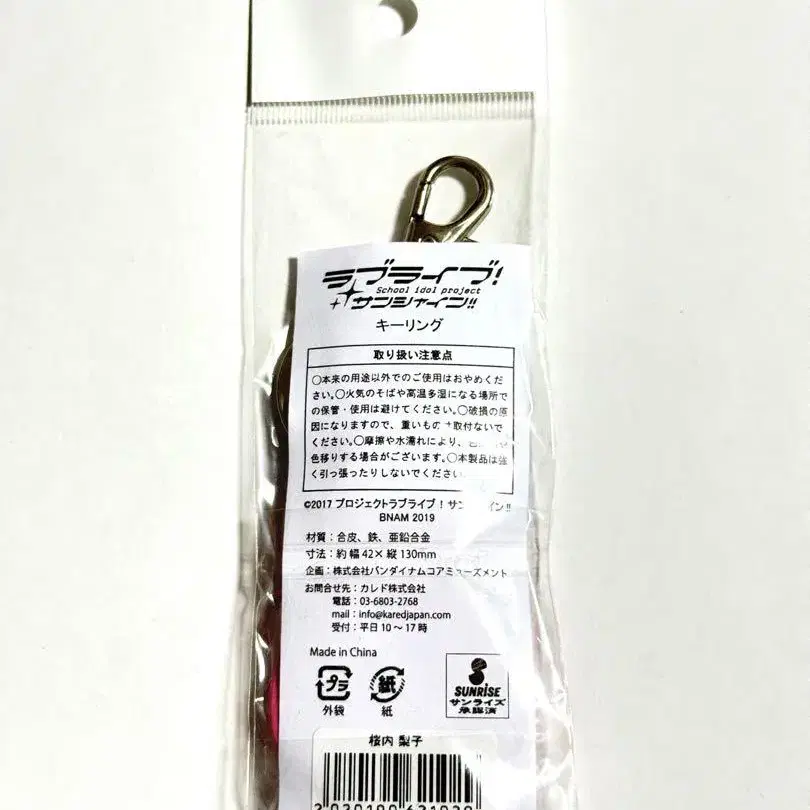 ラブライブ！
School idol project
サンシャイン!!
キーリング
取り扱い注意点
○本来の用途以外でのご使用はおやめくだ
さい。○火気のそばや高温多湿になる場所で
の保管・使用は避けてください。○破損の原
因になりますので、重いもの 取付ないで
ください。○摩擦や水濡れにより、
色移りする場合がございます。○本製品は強
く引っ張ったりしないでください
©2017 プロジェクトラブライブ！サンシャイン!!
BNAM 2019
材質：合皮、鉄、亜鉛合金
寸法：約 幅 42× 縦 130mm
企画：株式会社バンダイナムコアミューズメント
お問合せ先：カレド株式会社
電話：03-6803-2768
mail：info@karedjapan.com
受付：平日 10～17 時
Made in China
プラ 紙 SUNRISE
外袋 紙 サンライズ
承認済
桜内 梨子